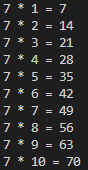 7 * 1 = 7
7 * 2 = 14
7 * 3 = 21
7 * 4 = 28
7 * 5 = 35
7 * 6 = 42
7 * 7 = 49
7 * 8 = 56
7 * 9 = 63
7 * 10 = 70